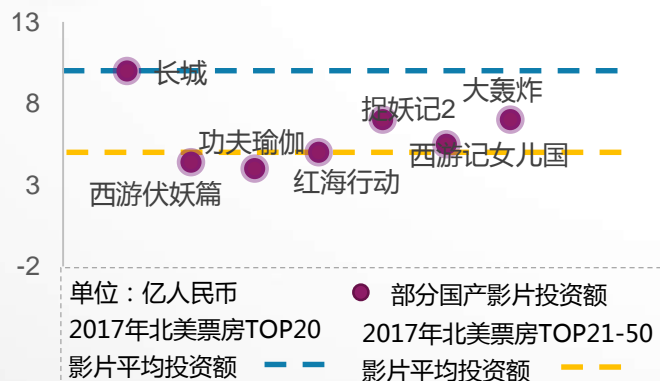 13
8
3
-2
长城
大轰炸
捉妖记2
功夫瑜伽
西游记女儿国
红海行动
西游伏妖篇
单位：亿人民币
部分国产影片投资额
2017年北美票房TOP20
影片平均投资额
2017年北美票房TOP21-50
影片平均投资额